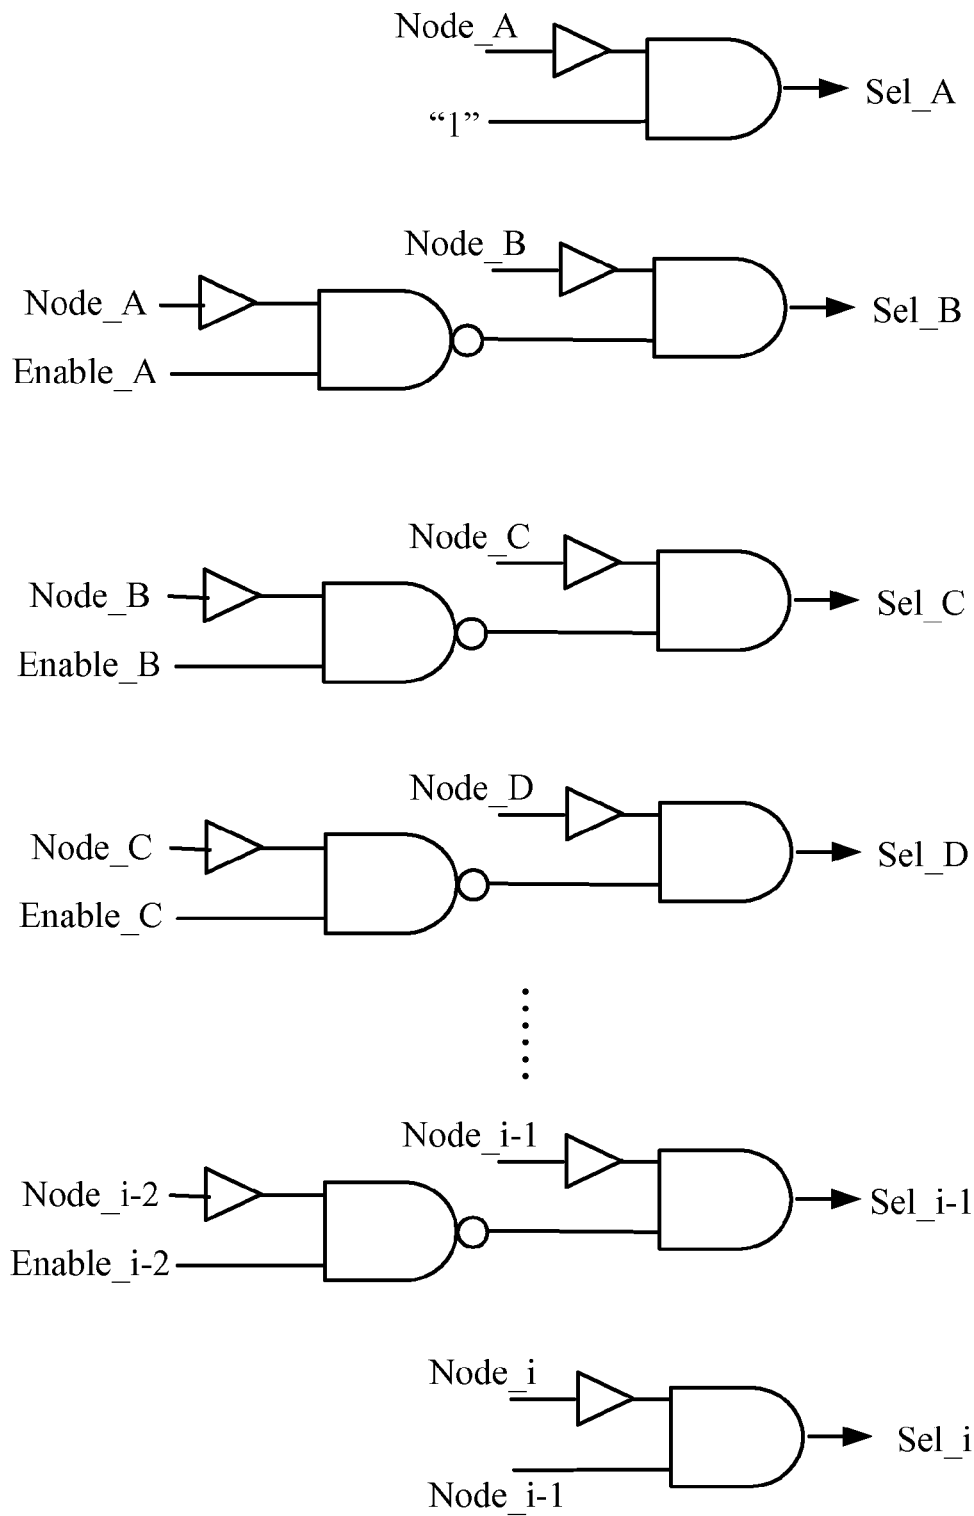 Node_A
"1"
Sel_A
Node_B
Node_A
Enable_A
Sel_B
Node_C
Node_B
Enable_B
Sel_C
Node_D
Node_C
Enable_C
Sel_D
Node_i-1
Node_i-2
Enable_i-2
Sel_i-1
Node_i
Node_i-1
Sel_i